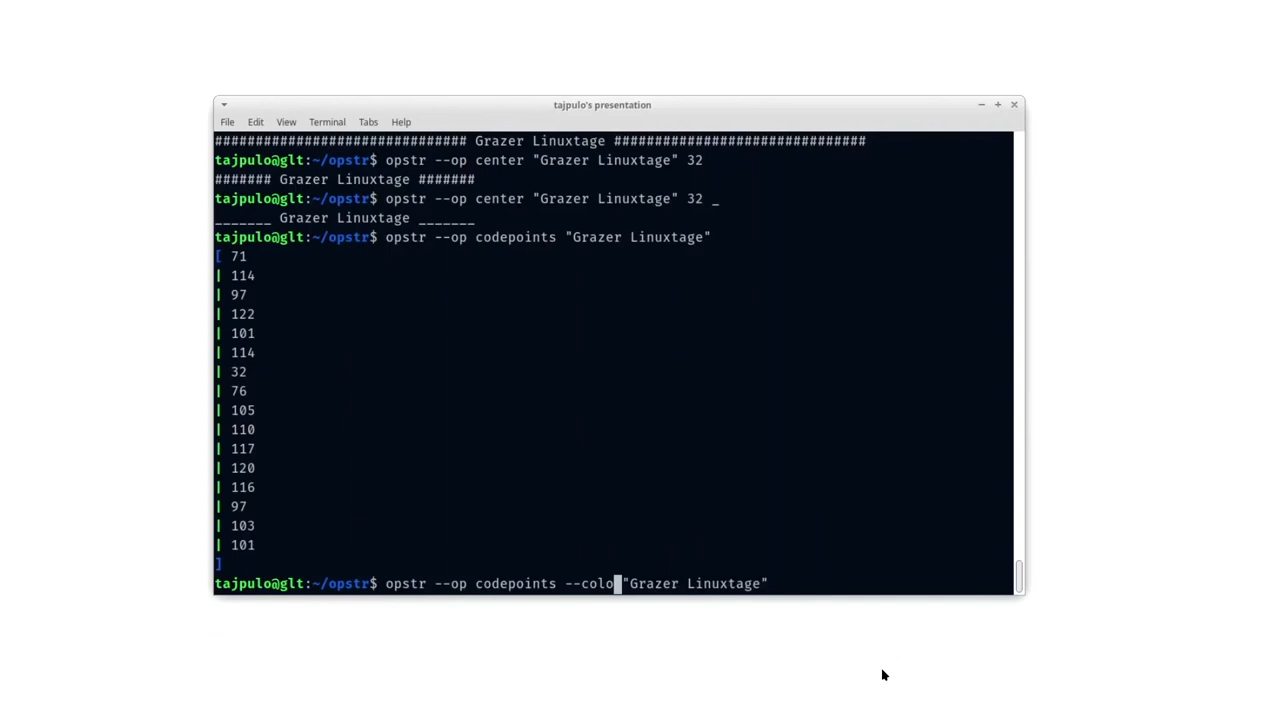 tajpulo's presentation
File Edit View Terminal Tabs Help
############################### Grazer Linuxtage ###############################
tajpulo@glt:~/opstr$ opstr --op center "Grazer Linuxtage" 32
####### Grazer Linuxtage #######
tajpulo@glt:~/opstr$ opstr --op center "Grazer Linuxtage" 32 _
_______ Grazer Linuxtage _______
tajpulo@glt:~/opstr$ opstr --op codepoints "Grazer Linuxtage"
[ 71
| 114
| 97
| 122
| 101
| 114
| 32
| 76
| 105
| 110
| 117
| 120
| 116
| 97
| 103
| 101
]
tajpulo@glt:~/opstr$ opstr --op codepoints --colo "Grazer Linuxtage"